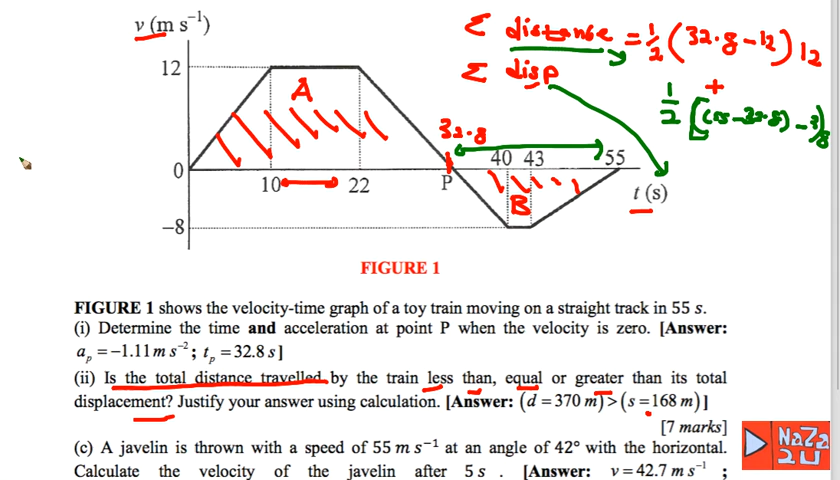 v (m s⁻¹)
Σ distance = 1/2 (32.8 - 12) 12
Σ disp
+
1/2 [(55-32.8) - 3] 8
12
A
32.8
0
10
22
P
40 43
55
t (s)
B
−8
FIGURE 1
FIGURE 1 shows the velocity-time graph of a toy train moving on a straight track in 55 s.
(i) Determine the time and acceleration at point P when the velocity is zero. [Answer:
aₚ = −1.11 m s⁻²; tₚ = 32.8 s]
(ii) Is the total distance travelled by the train less than, equal or greater than its total
displacement? Justify your answer using calculation. [Answer: (d = 370 m) > (s = 168 m)]
[7 marks]
(c) A javelin is thrown with a speed of 55 m s⁻¹ at an angle of 42° with the horizontal.
Calculate the velocity of the javelin after 5 s . [Answer: v = 42.7 m s⁻¹ ;
NaZa
2U